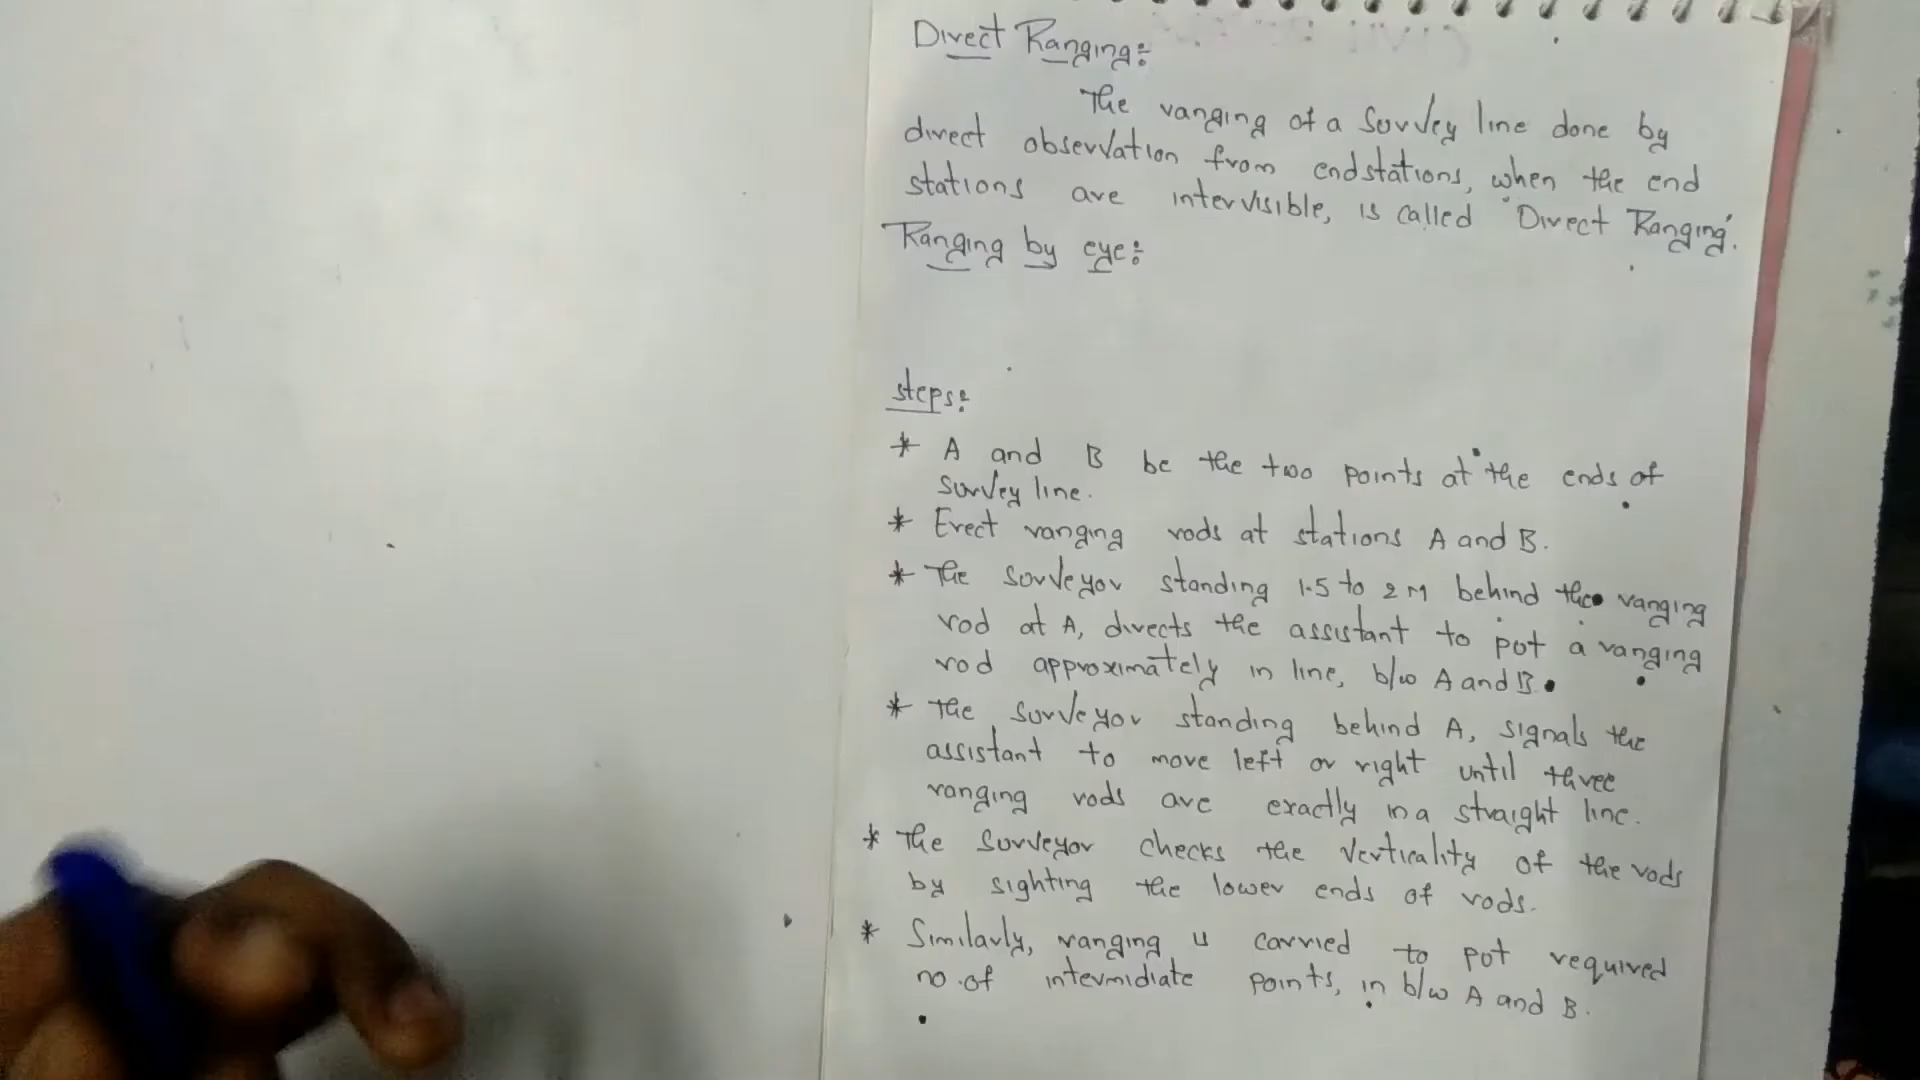 Direct Ranging:
The ranging of a survey line done by
direct observation from endstations, when the end
stations are intervisible, is called 'Direct Ranging'.
Ranging by eye:
steps:
* A and B be the two points at the ends of
survey line.
* Erect ranging rods at stations A and B.
* The surveyor standing 1.5 to 2 M behind the ranging
rod at A, directs the assistant to put a ranging
rod approximately in line, b/w A and B.
* The surveyor standing behind A, signals the
assistant to move left or right until three
ranging rods are exactly in a straight line.
* The surveyor checks the verticality of the rods
by sighting the lower ends of rods.
* Similarly, ranging is carried to put required
no. of intermidiate points, in b/w A and B.